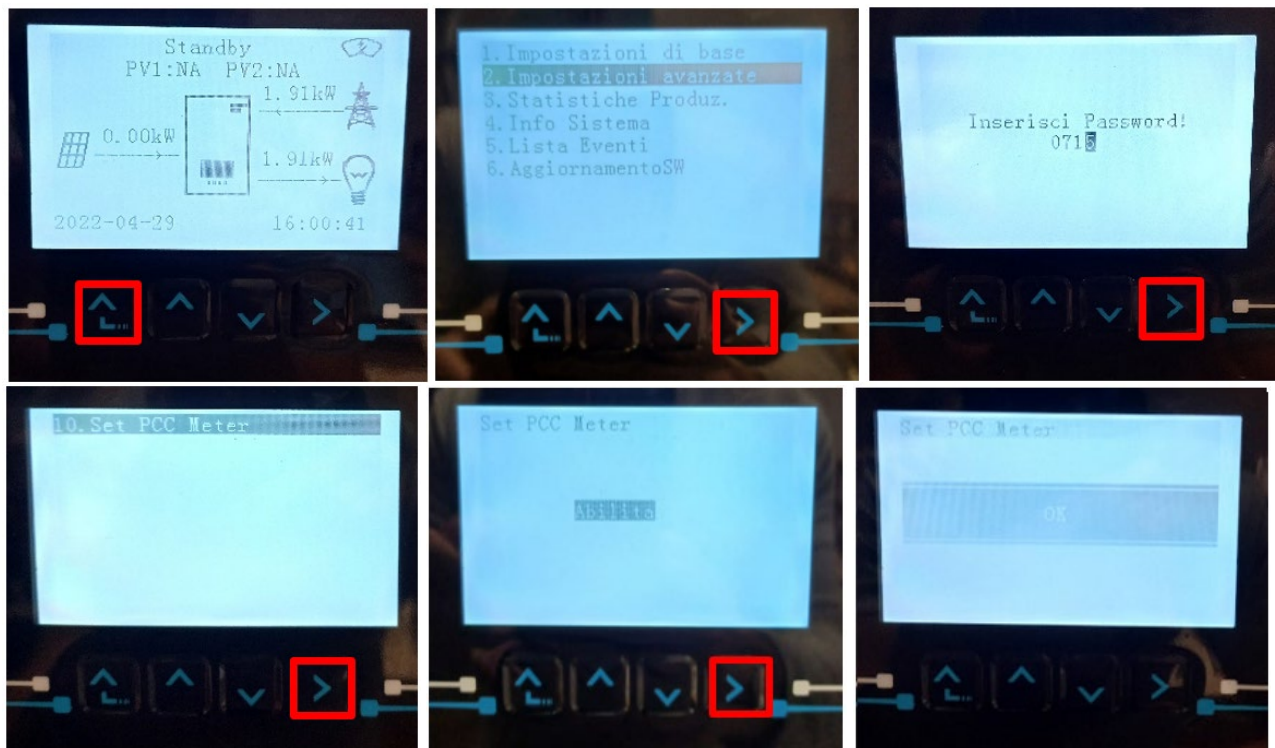 Standby
PV1:NA PV2:NA
1.91kW
0.00kW
1.91kW
2022-04-29 16:00:41
1.Impostazioni di base
2.Impostazioni avanzate
3.Statistiche Produz.
4.Info Sistema
5.Lista Eventi
6.AggiornamentoSW
Inserisci Password!
0715
10.Set PCC Meter
Set PCC Meter
Abilita
Set PCC Meter
OK